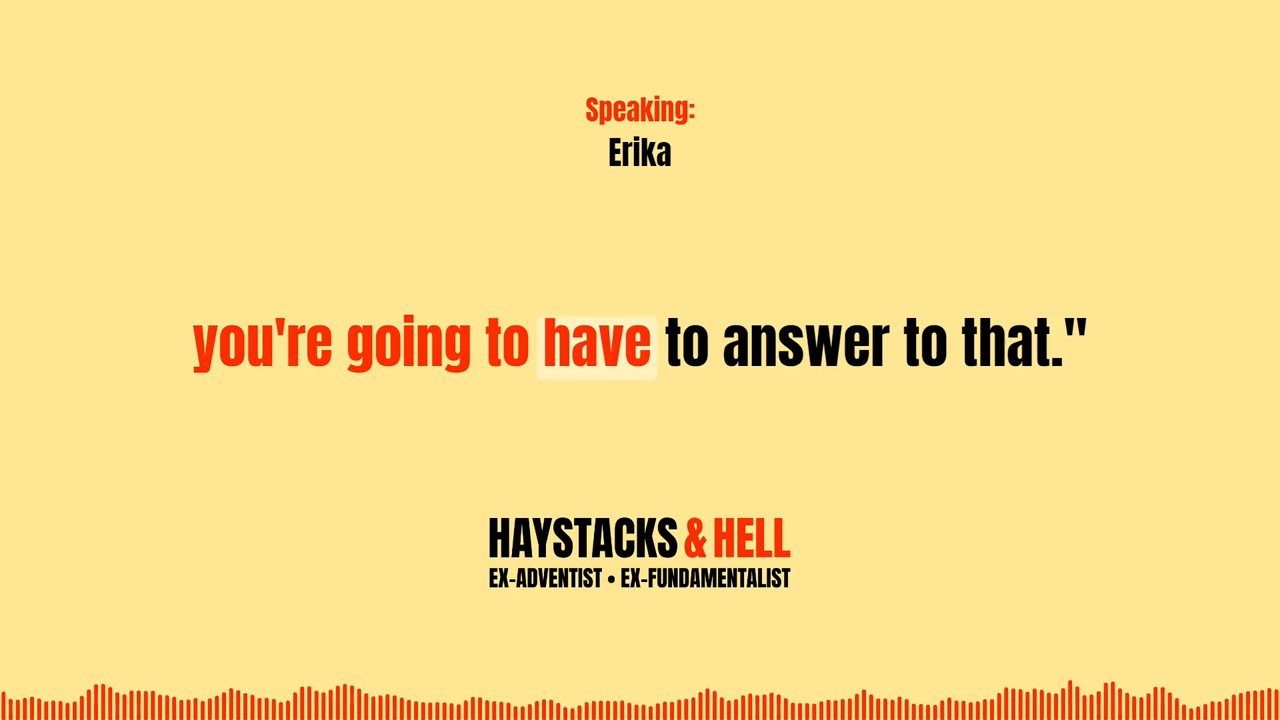 Speaking:
Erika
you're going to have to answer to that."
HAYSTACKS & HELL
EX-ADVENTIST • EX-FUNDAMENTALIST